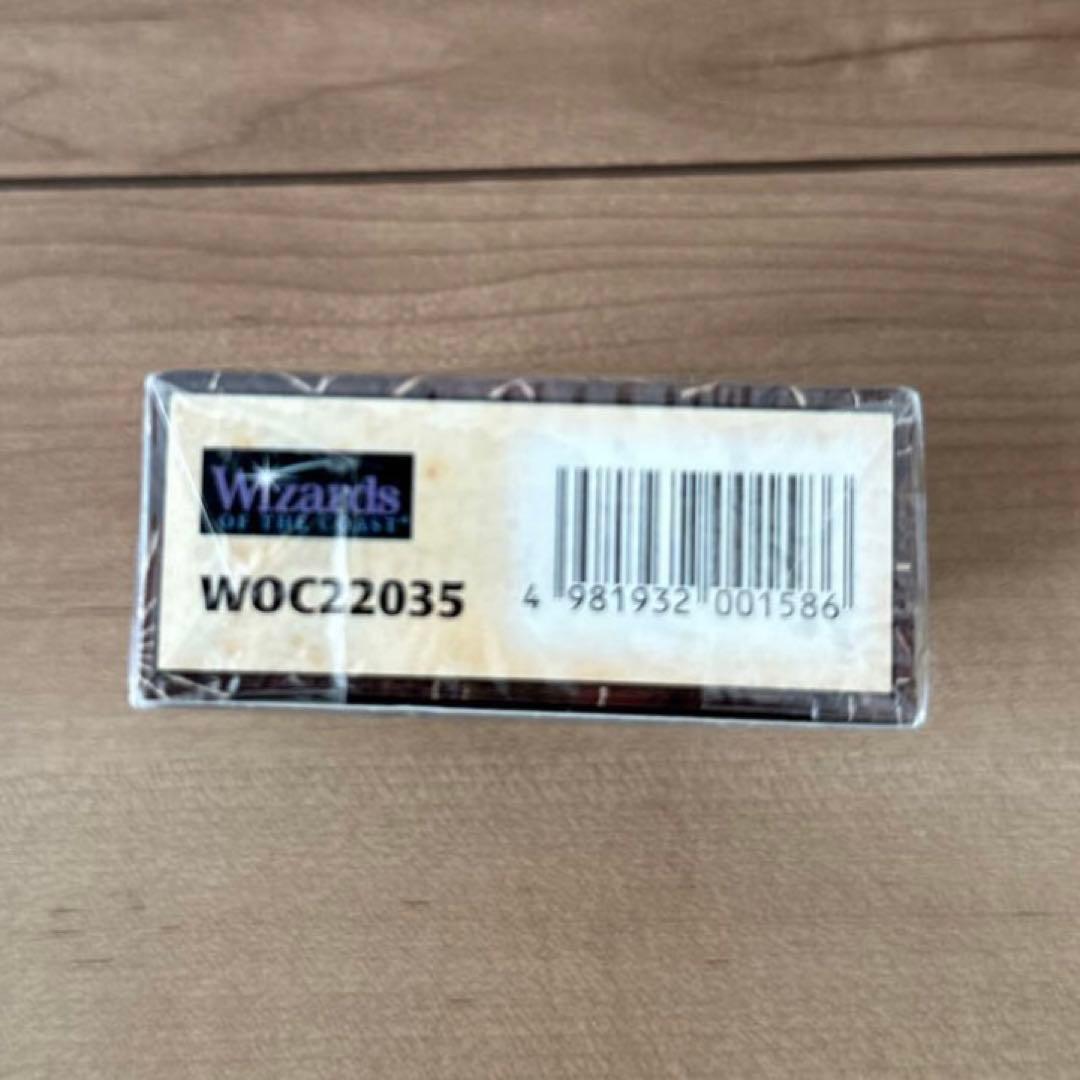 Wizards
OF THE COAST®
WOC22035
4 981932 001586